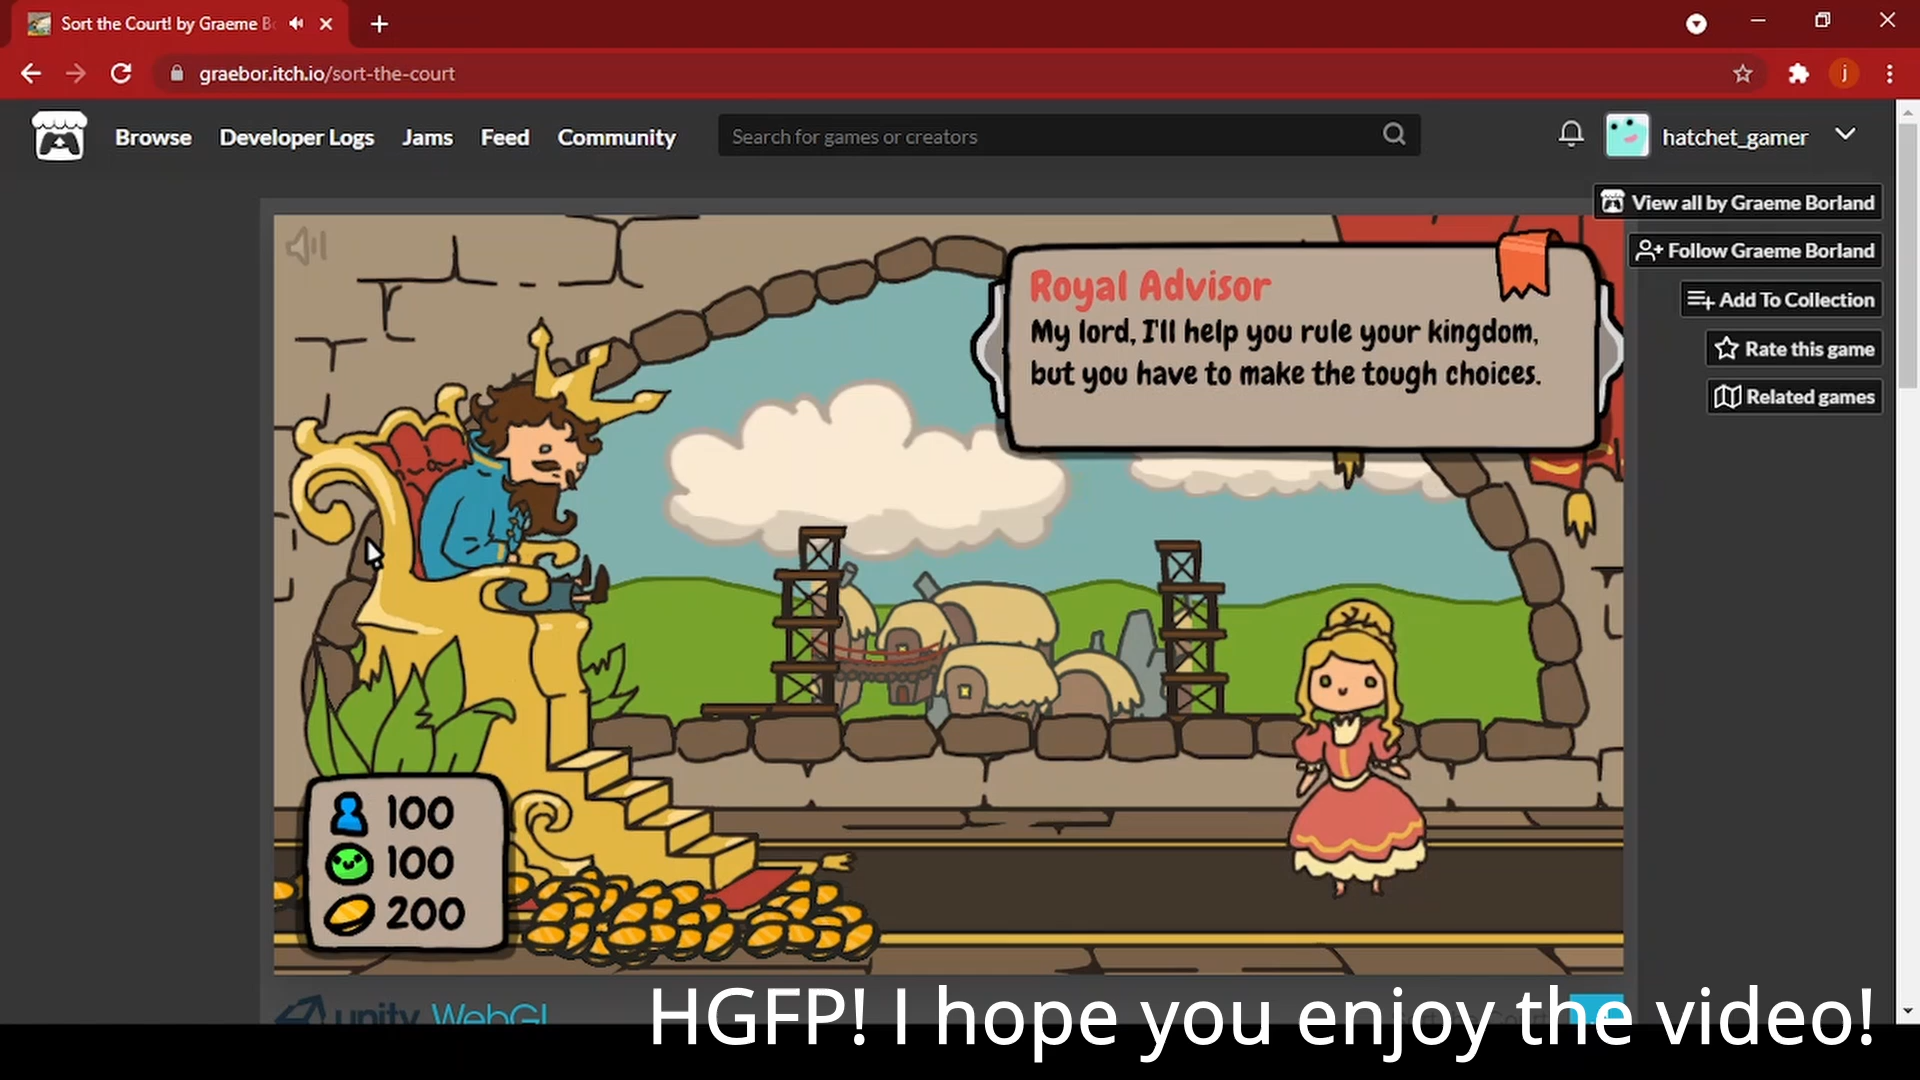 Sort the Court! by Graeme B
graebor.itch.io/sort-the-court
j
Browse
Developer Logs
Jams
Feed
Community
Search for games or creators
hatchet_gamer
View all by Graeme Borland
Follow Graeme Borland
Add To Collection
Rate this game
Related games
Royal Advisor
My lord, I'll help you rule your kingdom,
but you have to make the tough choices.
100
100
200
unity WebGL
HGFP! I hope you enjoy the video!